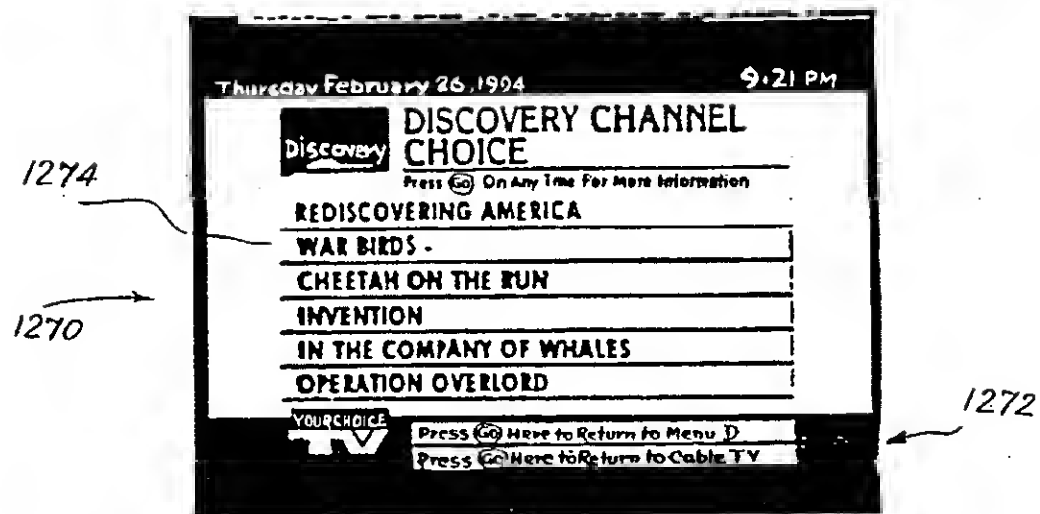 Thursday February 26, 1994 9:21 PM
Discovery
DISCOVERY CHANNEL
CHOICE
Press Go On Any Time For More Information
REDISCOVERING AMERICA
1274
WAR BIRDS -
CHEETAH ON THE RUN
1270
INVENTION
IN THE COMPANY OF WHALES
OPERATION OVERLORD
1272
YOUR CHOICE
TV
Press Go Here to Return to Menu D
Press Go Here to Return to Cable TV